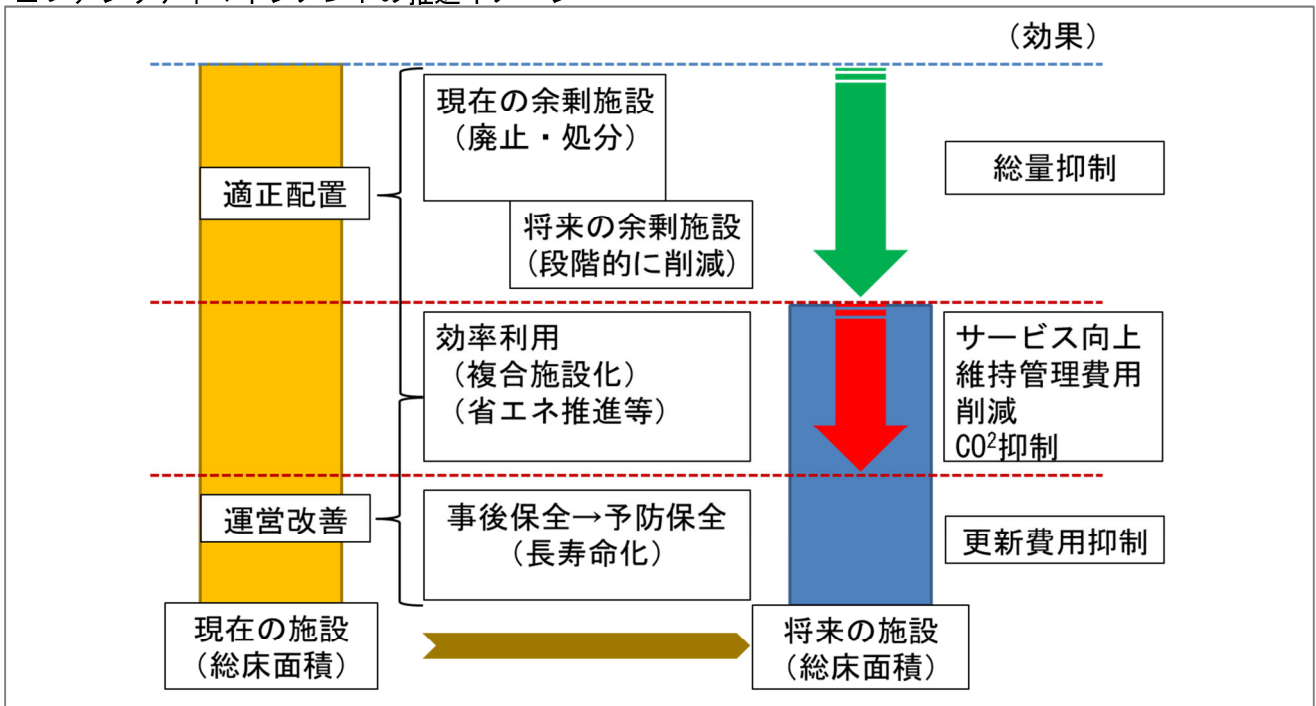 （効果）
現在の余剰施設
（廃止・処分）
適正配置
総量抑制
将来の余剰施設
（段階的に削減）
効率利用
（複合施設化）
（省エネ推進等）
サービス向上
維持管理費用
削減
CO²抑制
運営改善
事後保全→予防保全
（長寿命化）
更新費用抑制
現在の施設
（総床面積）
将来の施設
（総床面積）